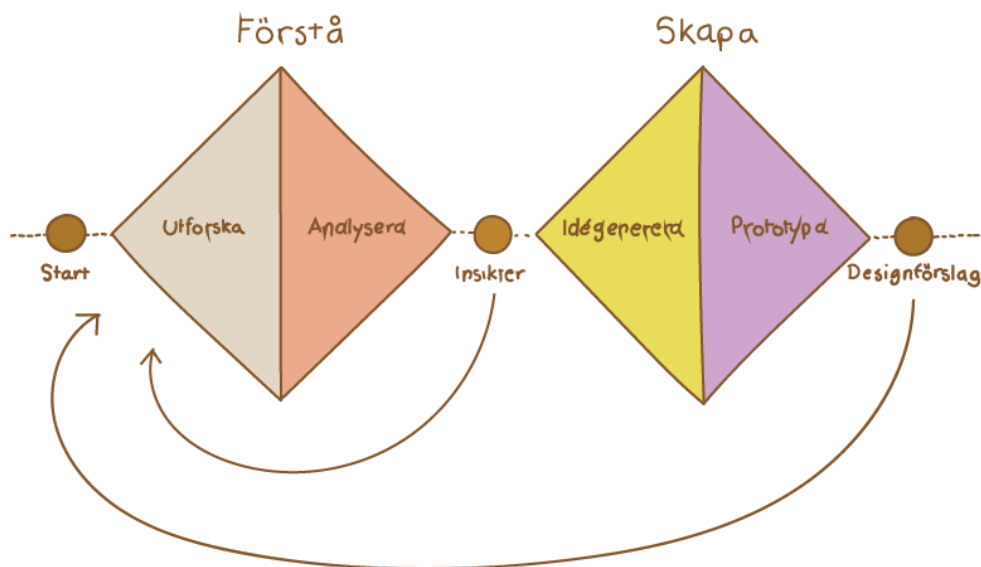 Förstå
Skapa
Utforska
Analysera
Idégenerera
Prototypa
Start
Insikter
Designförslag